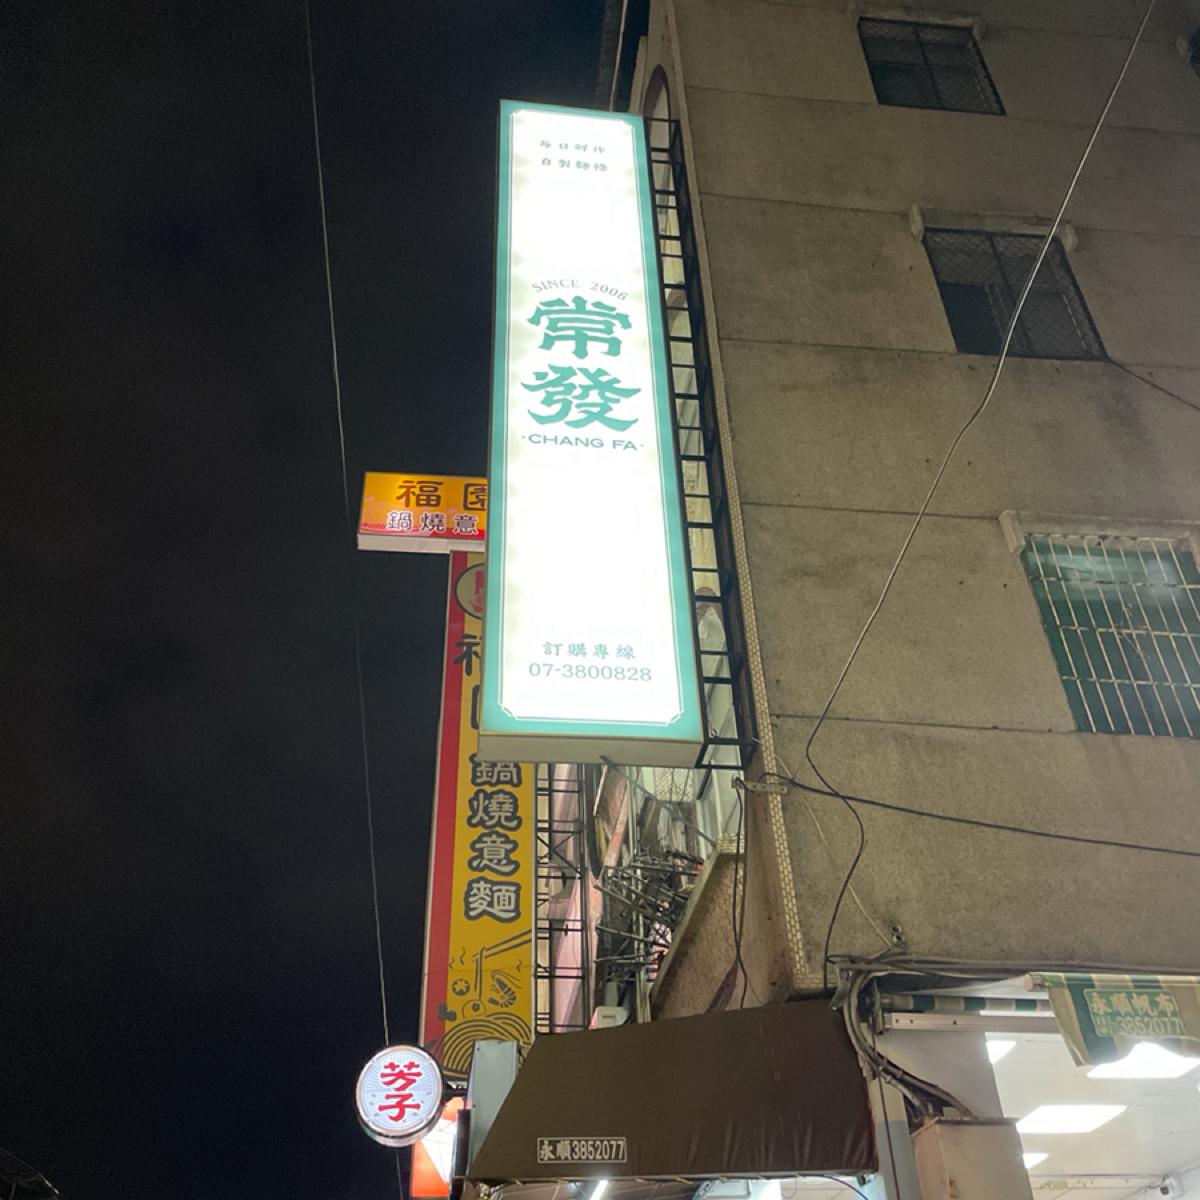 每日鮮作
自製麵條
SINCE 2006
常發
·CHANG FA·
訂購專線
07-3800828
福園
鍋燒意
鍋燒意麵
芳子
永順3852077
永順帆布
3852077